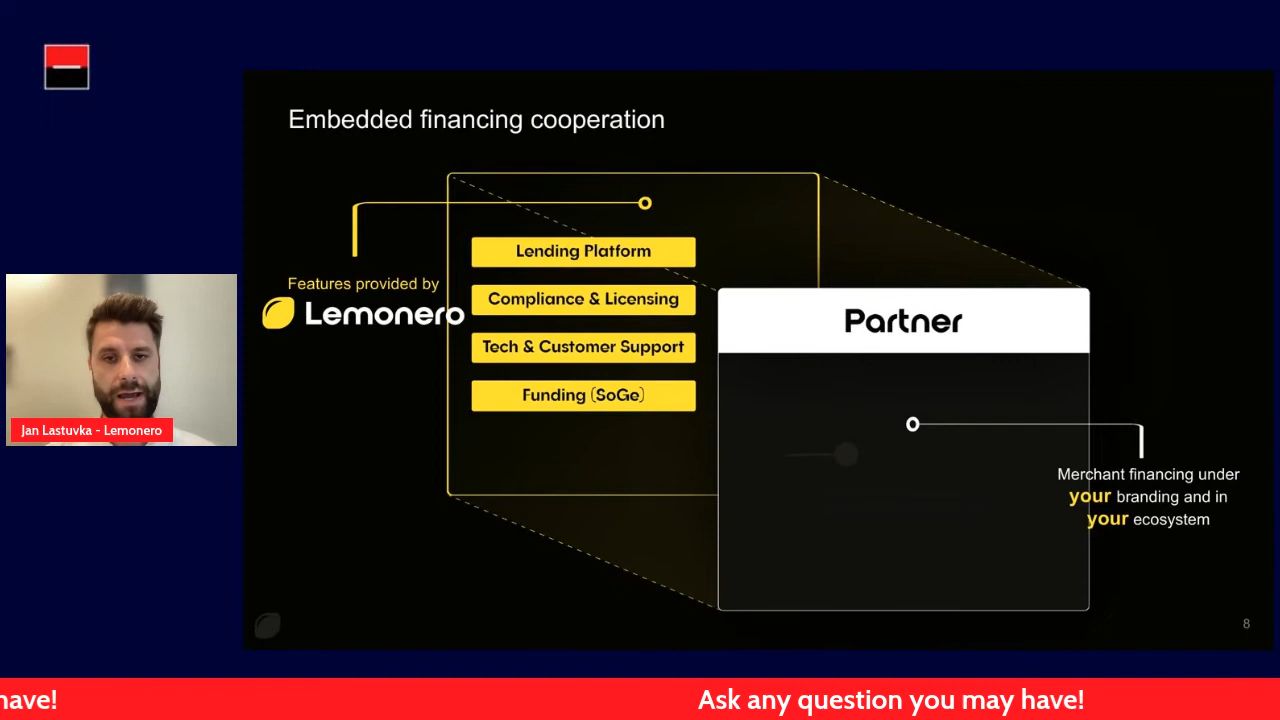 Embedded financing cooperation
Features provided by
Lemonero
Lending Platform
Compliance & Licensing
Tech & Customer Support
Funding (SoGe)
Partner
Merchant financing under
your branding and in
your ecosystem
Jan Lastuvka - Lemonero
8
have! Ask any question you may have!